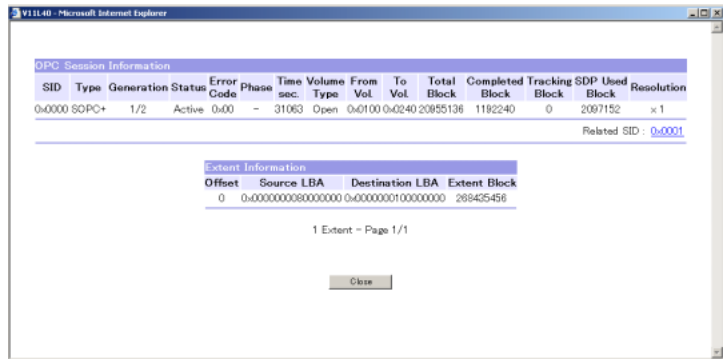 V11L40 - Microsoft Internet Explorer
OPC Session Information
SID Type Generation Status Error Code Phase Time sec. Volume Type From Vol. To Vol. Total Block Completed Block Tracking Block SDP Used Block Resolution
0x0000 SOPC+ 1/2 Active 0x00 - 31063 Open 0x0100 0x0240 20955136 1192240 0 2097152 ×1
Related SID : 0x0001
Extent Information
Offset Source LBA Destination LBA Extent Block
0 0x0000000080000000 0x0000000100000000 268435456
1 Extent - Page 1/1
Close